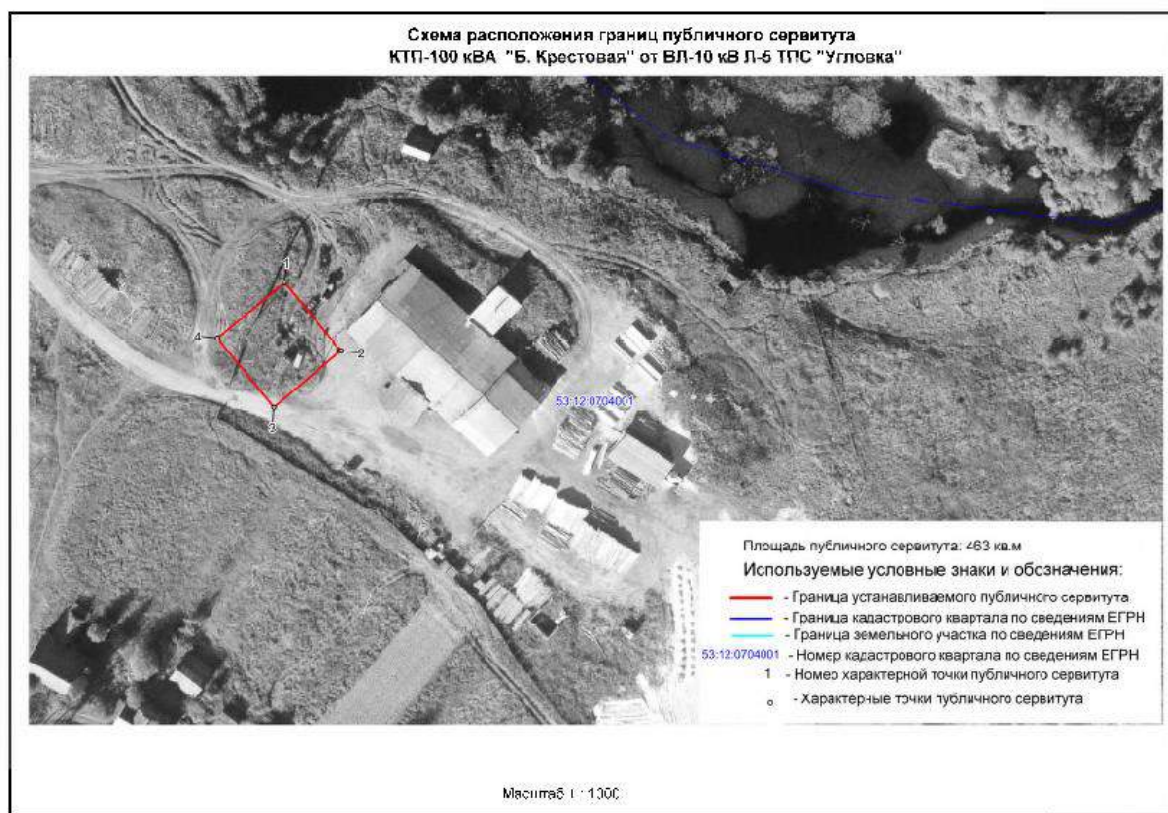 Схема расположения границ публичного сервитута
КТП-100 кВА "Б. Крестовая" от ВЛ-10 кВ Л-5 ТПС "Угловка"
1
4
2
3
53:12:0704001
Площадь публичного сервитута: 463 кв.м
Используемые условные знаки и обозначения:
- Граница устанавливаемого публичного сервитута
- Граница кадастрового квартала по сведениям ЕГРН
- Граница земельного участка по сведениям ЕГРН
53:12:0704001 - Номер кадастрового квартала по сведениям ЕГРН
1 - Номер характерной точки публичного сервитута
- Характерные точки публичного сервитута
Масштаб 1 : 1000